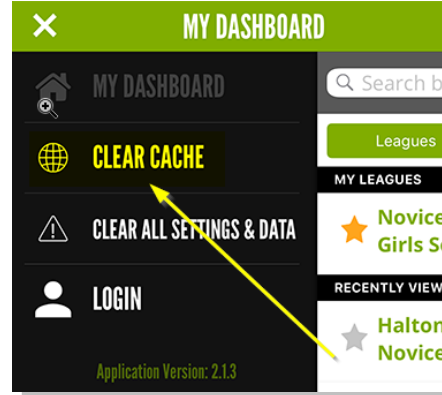 MY DASHBOARD
MY DASHBOARD
CLEAR CACHE
CLEAR ALL SETTINGS & DATA
LOGIN
Application Version: 2.1.3
Search b
Leagues
MY LEAGUES
Novice
Girls S
RECENTLY VIEW
Halton
Novice